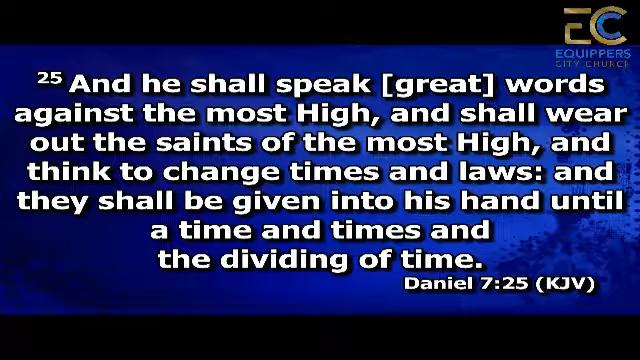 EC
EQUIPPERS
CITY CHURCH
25 And he shall speak [great] words
against the most High, and shall wear
out the saints of the most High, and
think to change times and laws: and
they shall be given into his hand until
a time and times and
the dividing of time.
Daniel 7:25 (KJV)